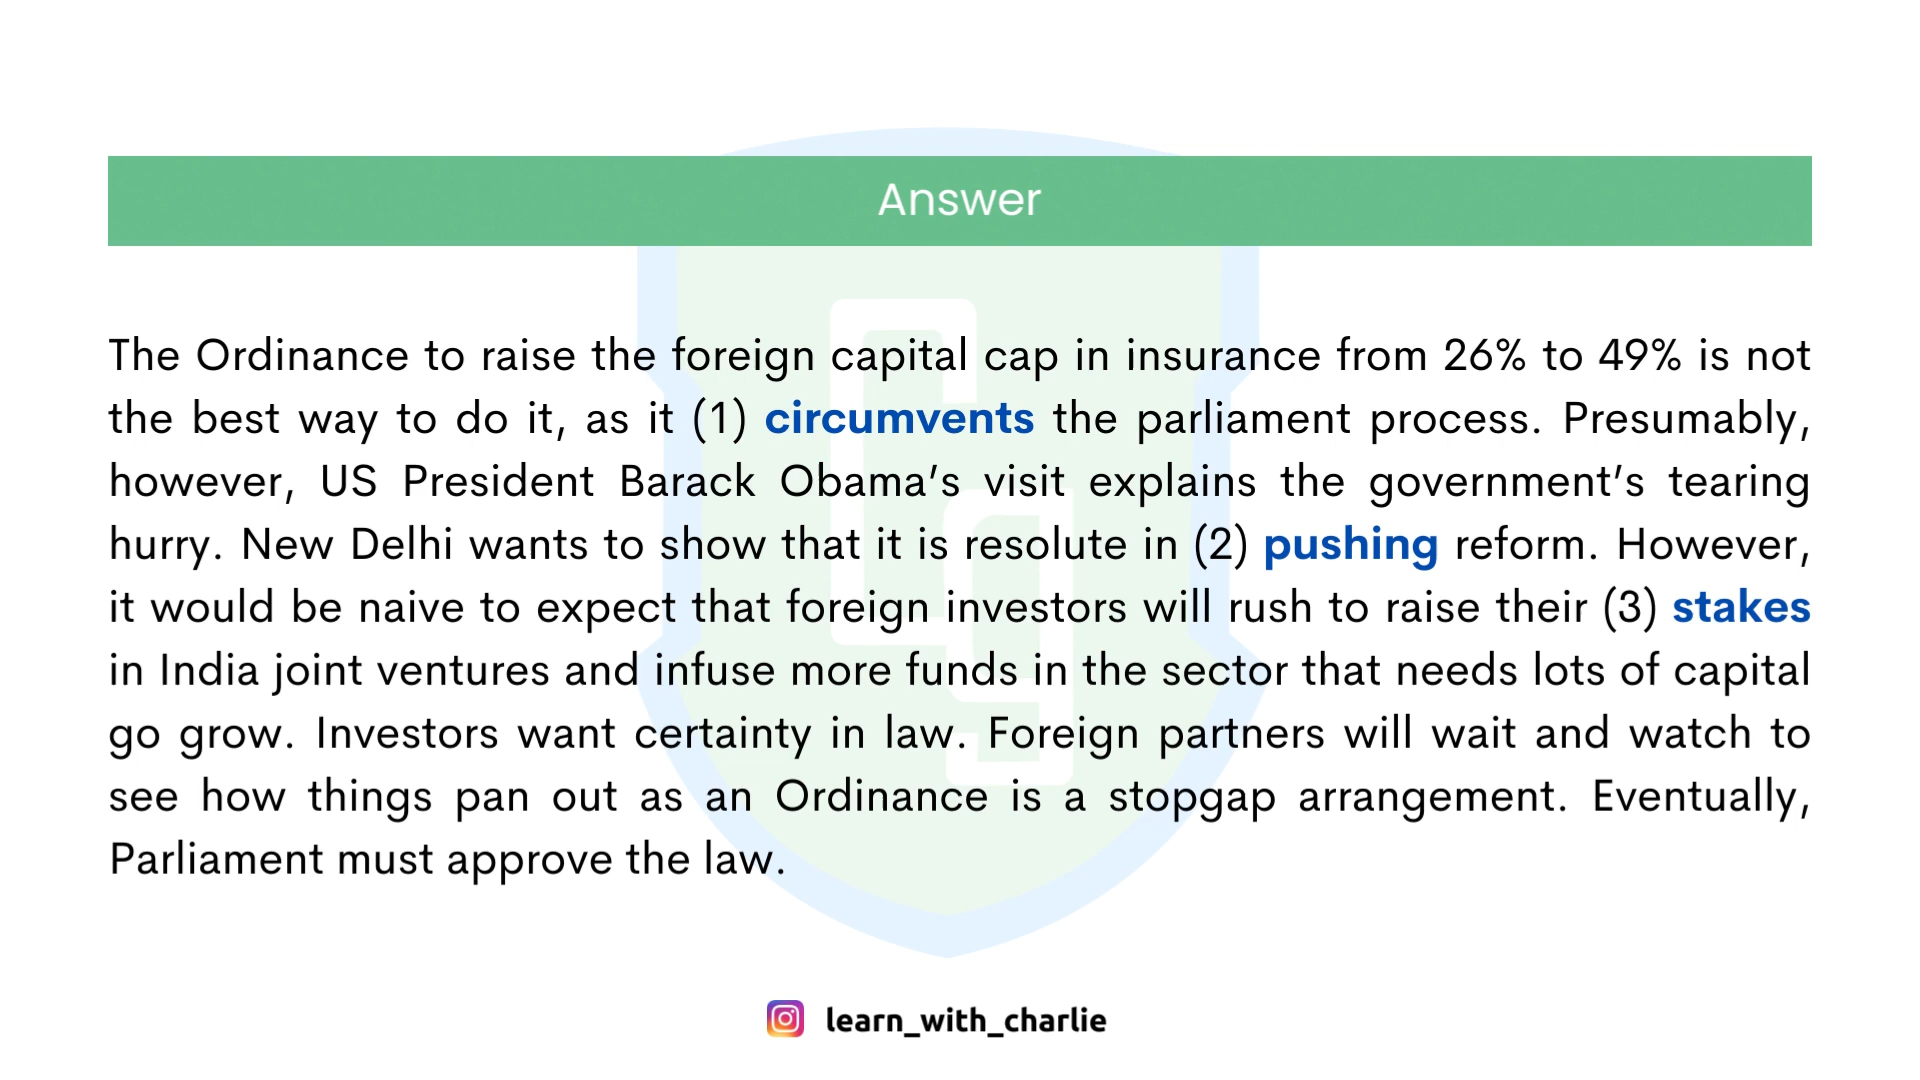 Answer
The Ordinance to raise the foreign capital cap in insurance from 26% to 49% is not
the best way to do it, as it (1) circumvents the parliament process. Presumably,
however, US President Barack Obama’s visit explains the government’s tearing
hurry. New Delhi wants to show that it is resolute in (2) pushing reform. However,
it would be naive to expect that foreign investors will rush to raise their (3) stakes
in India joint ventures and infuse more funds in the sector that needs lots of capital
go grow. Investors want certainty in law. Foreign partners will wait and watch to
see how things pan out as an Ordinance is a stopgap arrangement. Eventually,
Parliament must approve the law.
learn_with_charlie